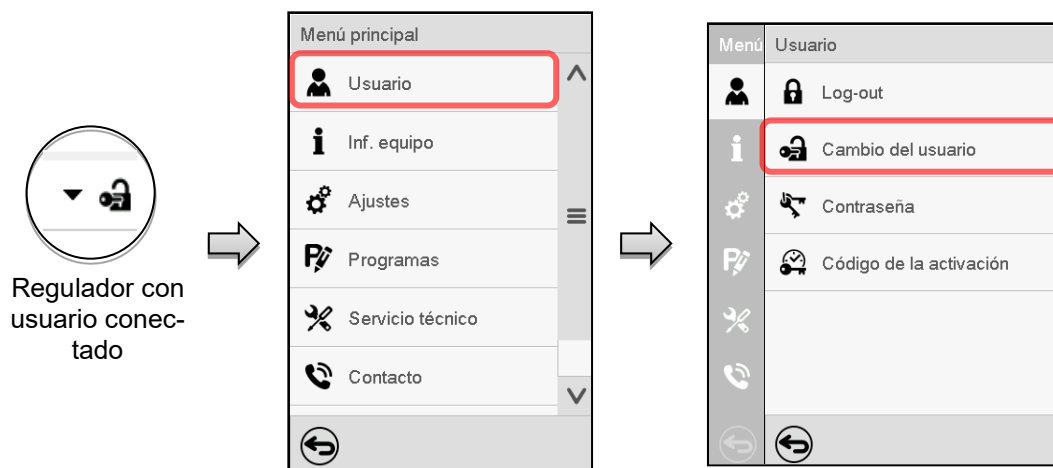 Regulador con
usuario conec-
tado
Menú principal
Usuario
Inf. equipo
Ajustes
Programas
Servicio técnico
Contacto
Menú
Usuario
Log-out
Cambio del usuario
Contraseña
Código de la activación